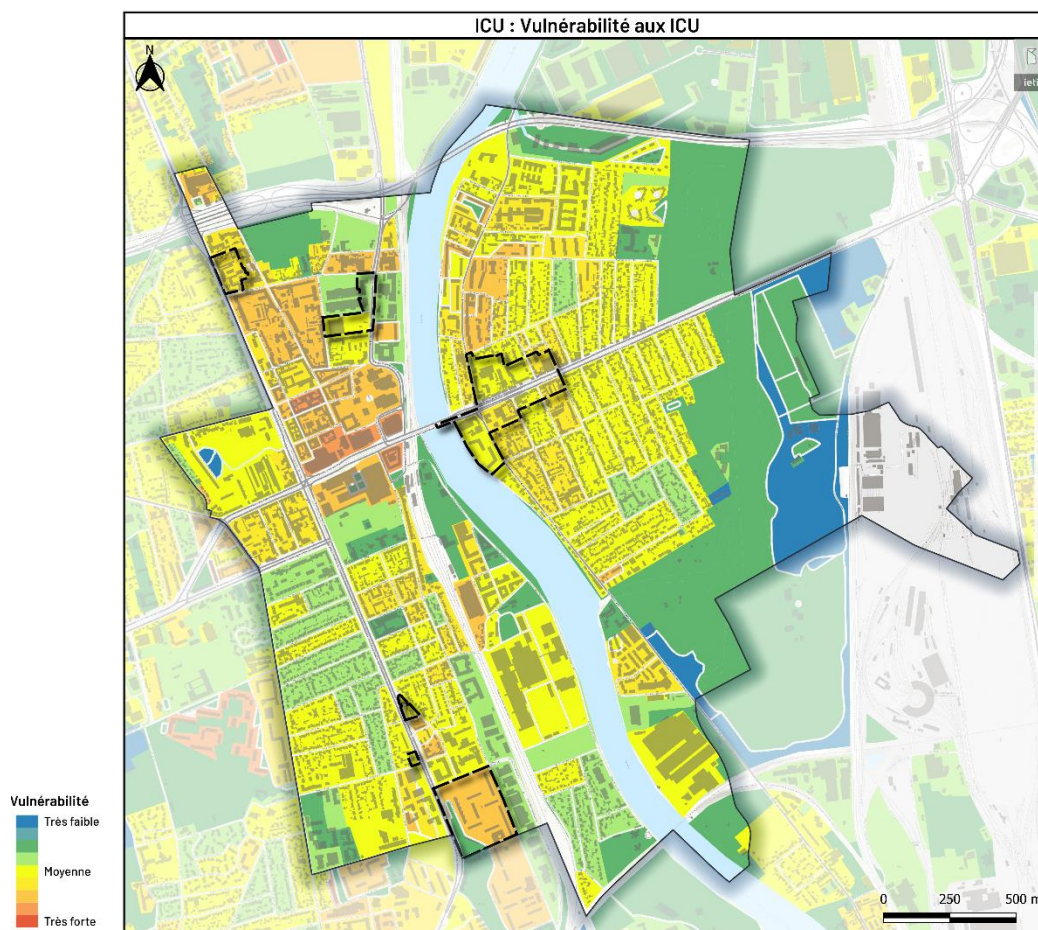 ICU : Vulnérabilité aux ICU
N
Vulnérabilité
Très faible
Moyenne
Très forte
0 250 500 m